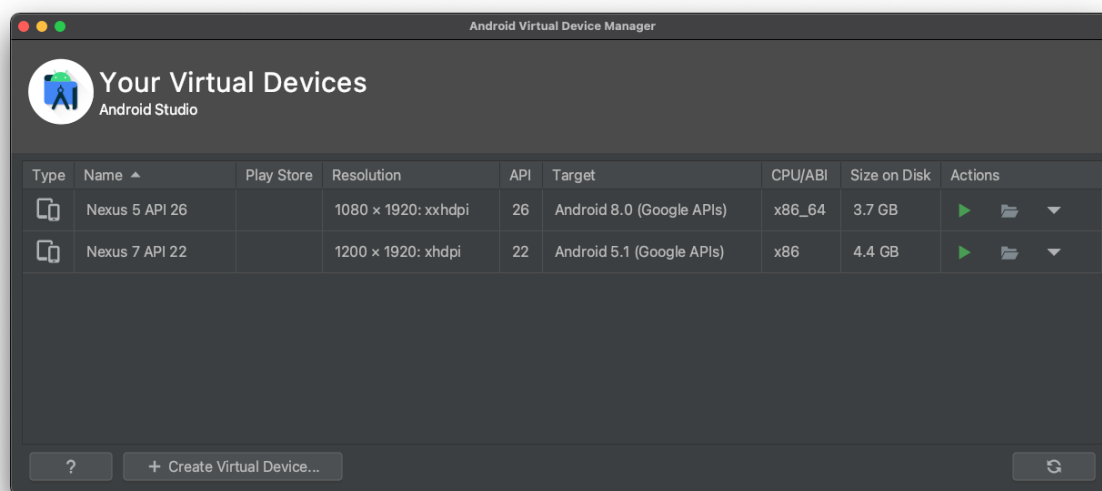 Android Virtual Device Manager
Your Virtual Devices
Android Studio
Type Name Play Store Resolution API Target CPU/ABI Size on Disk Actions
Nexus 5 API 26 1080 × 1920: xxhdpi 26 Android 8.0 (Google APIs) x86_64 3.7 GB
Nexus 7 API 22 1200 × 1920: xhdpi 22 Android 5.1 (Google APIs) x86 4.4 GB
? + Create Virtual Device...